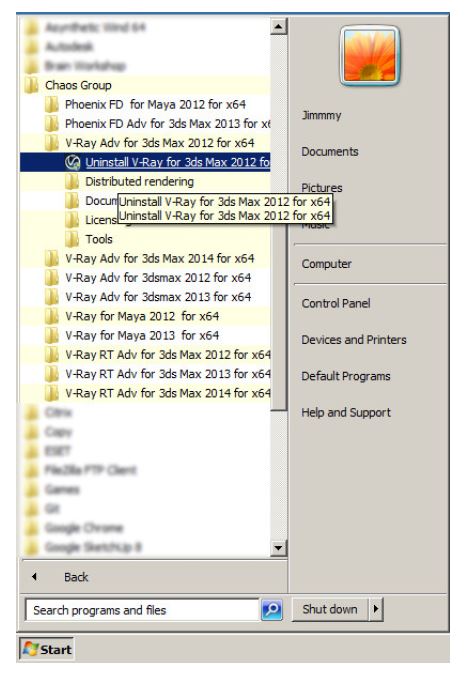 Autodesk
Brain Workshop
Chaos Group
Phoenix FD for Maya 2012 for x64
Phoenix FD Adv for 3ds Max 2013 for x6
V-Ray Adv for 3ds Max 2012 for x64
Uninstall V-Ray for 3ds Max 2012 fo
Distributed rendering
Docum
Uninstall V-Ray for 3ds Max 2012 for x64
Licens
Uninstall V-Ray for 3ds Max 2012 for x64
Tools
V-Ray Adv for 3ds Max 2014 for x64
V-Ray Adv for 3dsmax 2012 for x64
V-Ray Adv for 3dsmax 2013 for x64
V-Ray for Maya 2012 for x64
V-Ray for Maya 2013 for x64
V-Ray RT Adv for 3ds Max 2012 for x64
V-Ray RT Adv for 3ds Max 2013 for x64
V-Ray RT Adv for 3ds Max 2014 for x64
Citrix
Copy
ESET
FileZilla FTP Client
Games
Git
Google Chrome
Google SketchUp 8
Back
Search programs and files
Jimmmy
Documents
Pictures
Music
Computer
Control Panel
Devices and Printers
Default Programs
Help and Support
Shut down
Start